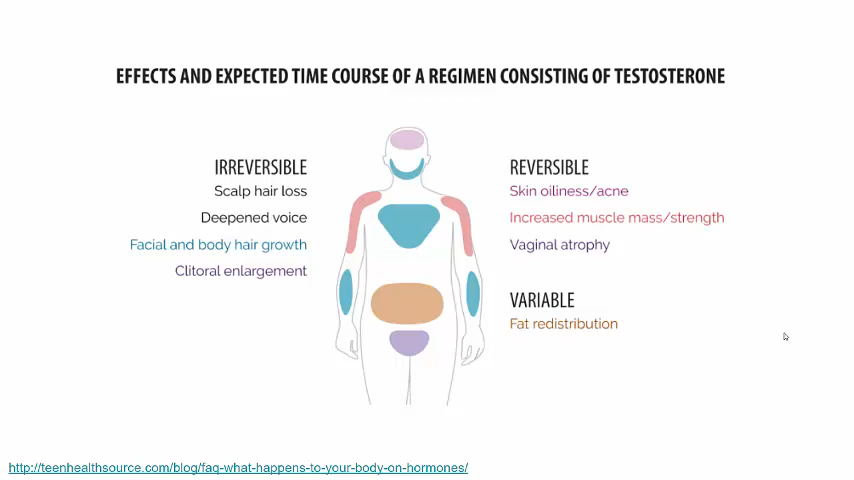 EFFECTS AND EXPECTED TIME COURSE OF A REGIMEN CONSISTING OF TESTOSTERONE
IRREVERSIBLE
Scalp hair loss
Deepened voice
Facial and body hair growth
Clitoral enlargement
REVERSIBLE
Skin oiliness/acne
Increased muscle mass/strength
Vaginal atrophy
VARIABLE
Fat redistribution
http://teenhealthsource.com/blog/faq-what-happens-to-your-body-on-hormones/